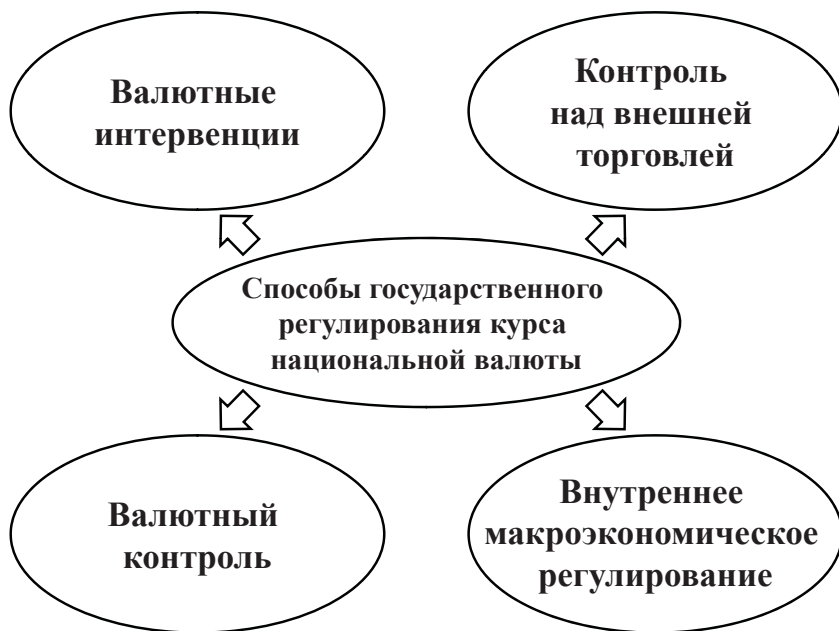 Валютные
интервенции
Контроль
над внешней
торговлей
Способы государственного
регулирования курса
национальной валюты
Валютный
контроль
Внутреннее
макроэкономическое
регулирование